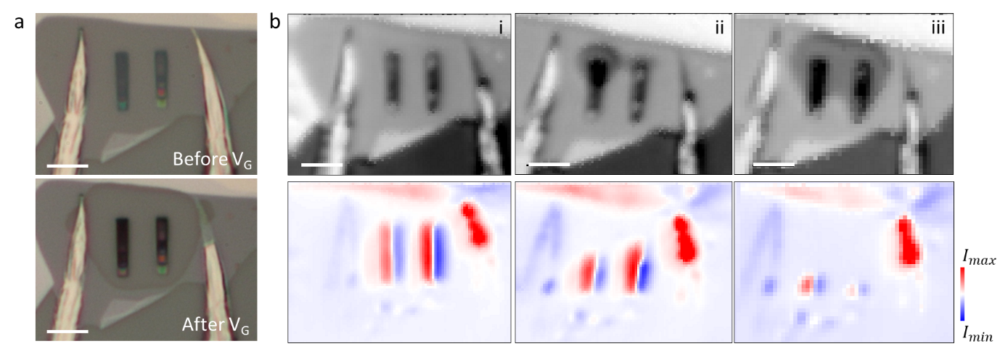 a
Before V_G
After V_G
b
i
ii
iii
I_max
I_min